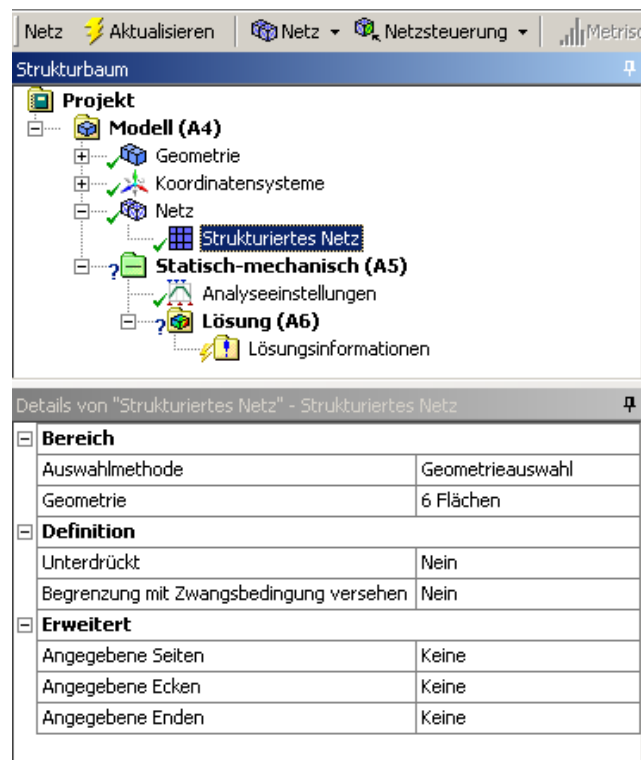 Netz Aktualisieren Netz Netzsteuerung Metrisc
Strukturbaum
Projekt
Modell (A4)
Geometrie
Koordinatensysteme
Netz
Strukturiertes Netz
Statisch-mechanisch (A5)
Analyseeinstellungen
Lösung (A6)
Lösungsinformationen
Details von "Strukturiertes Netz" - Strukturiertes Netz
Bereich
Auswahlmethode Geometrieauswahl
Geometrie 6 Flächen
Definition
Unterdrückt Nein
Begrenzung mit Zwangsbedingung versehen Nein
Erweitert
Angegebene Seiten Keine
Angegebene Ecken Keine
Angegebene Enden Keine